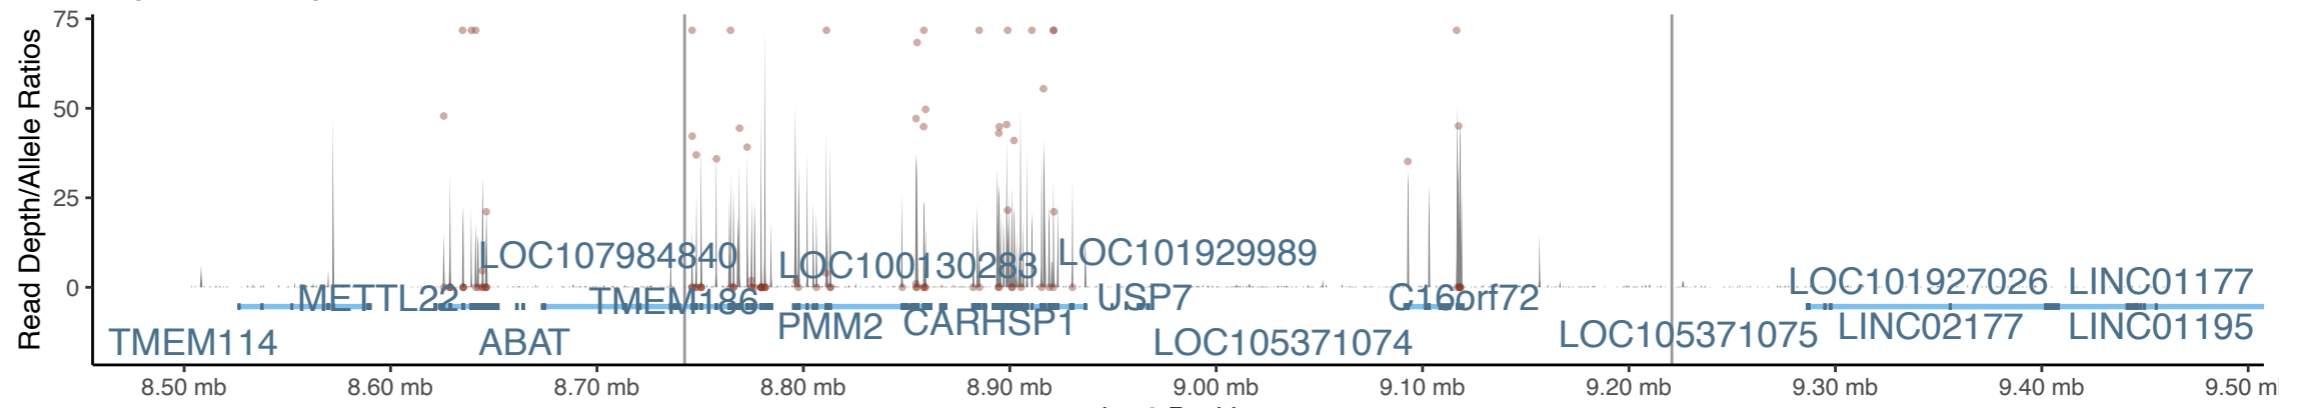 75
50
25
0
Read Depth/Allele Ratios
LOC107984840
LOC100130283
LOC101929989
LOC101927026
LINC01177
METTL22
TMEM186
USP7
C16orf72
PMM2
CARHSP1
LINC02177
LINC01195
TMEM114
ABAT
LOC105371074
LOC105371075
8.50 mb
8.60 mb
8.70 mb
8.80 mb
8.90 mb
9.00 mb
9.10 mb
9.20 mb
9.30 mb
9.40 mb
9.50 m